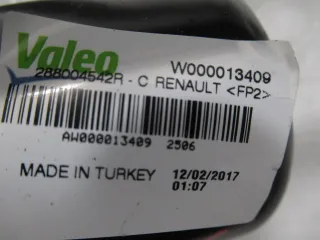 Valeo W000013409
288004542R - C RENAULT <FP2>
AW000013409 2506
MADE IN TURKEY 12/02/2017
01:07